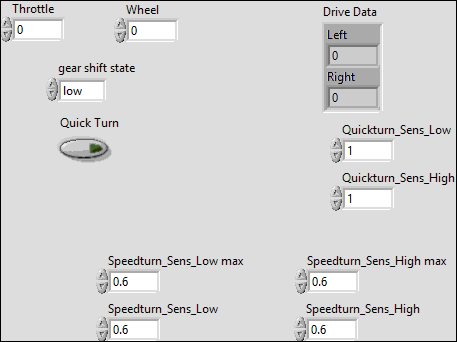 Throttle
0
Wheel
0
Drive Data
Left
0
Right
0
gear shift state
low
Quick Turn
Quickturn_Sens_Low
1
Quickturn_Sens_High
1
Speedturn_Sens_Low max
0.6
Speedturn_Sens_High max
0.6
Speedturn_Sens_Low
0.6
Speedturn_Sens_High
0.6